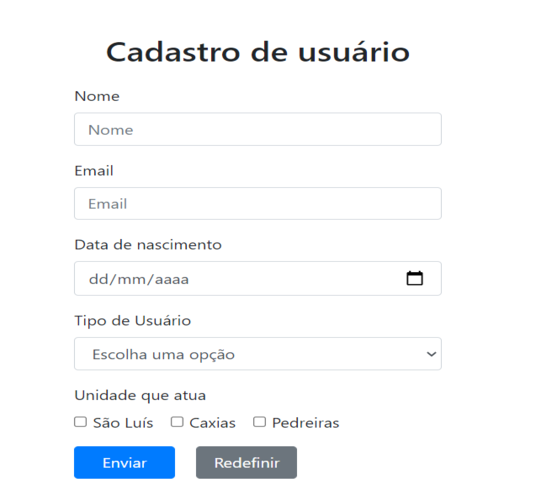 Cadastro de usuário
Nome
Nome
Email
Email
Data de nascimento
dd/mm/aaaa
Tipo de Usuário
Escolha uma opção
Unidade que atua
São Luís Caxias Pedreiras
Enviar Redefinir